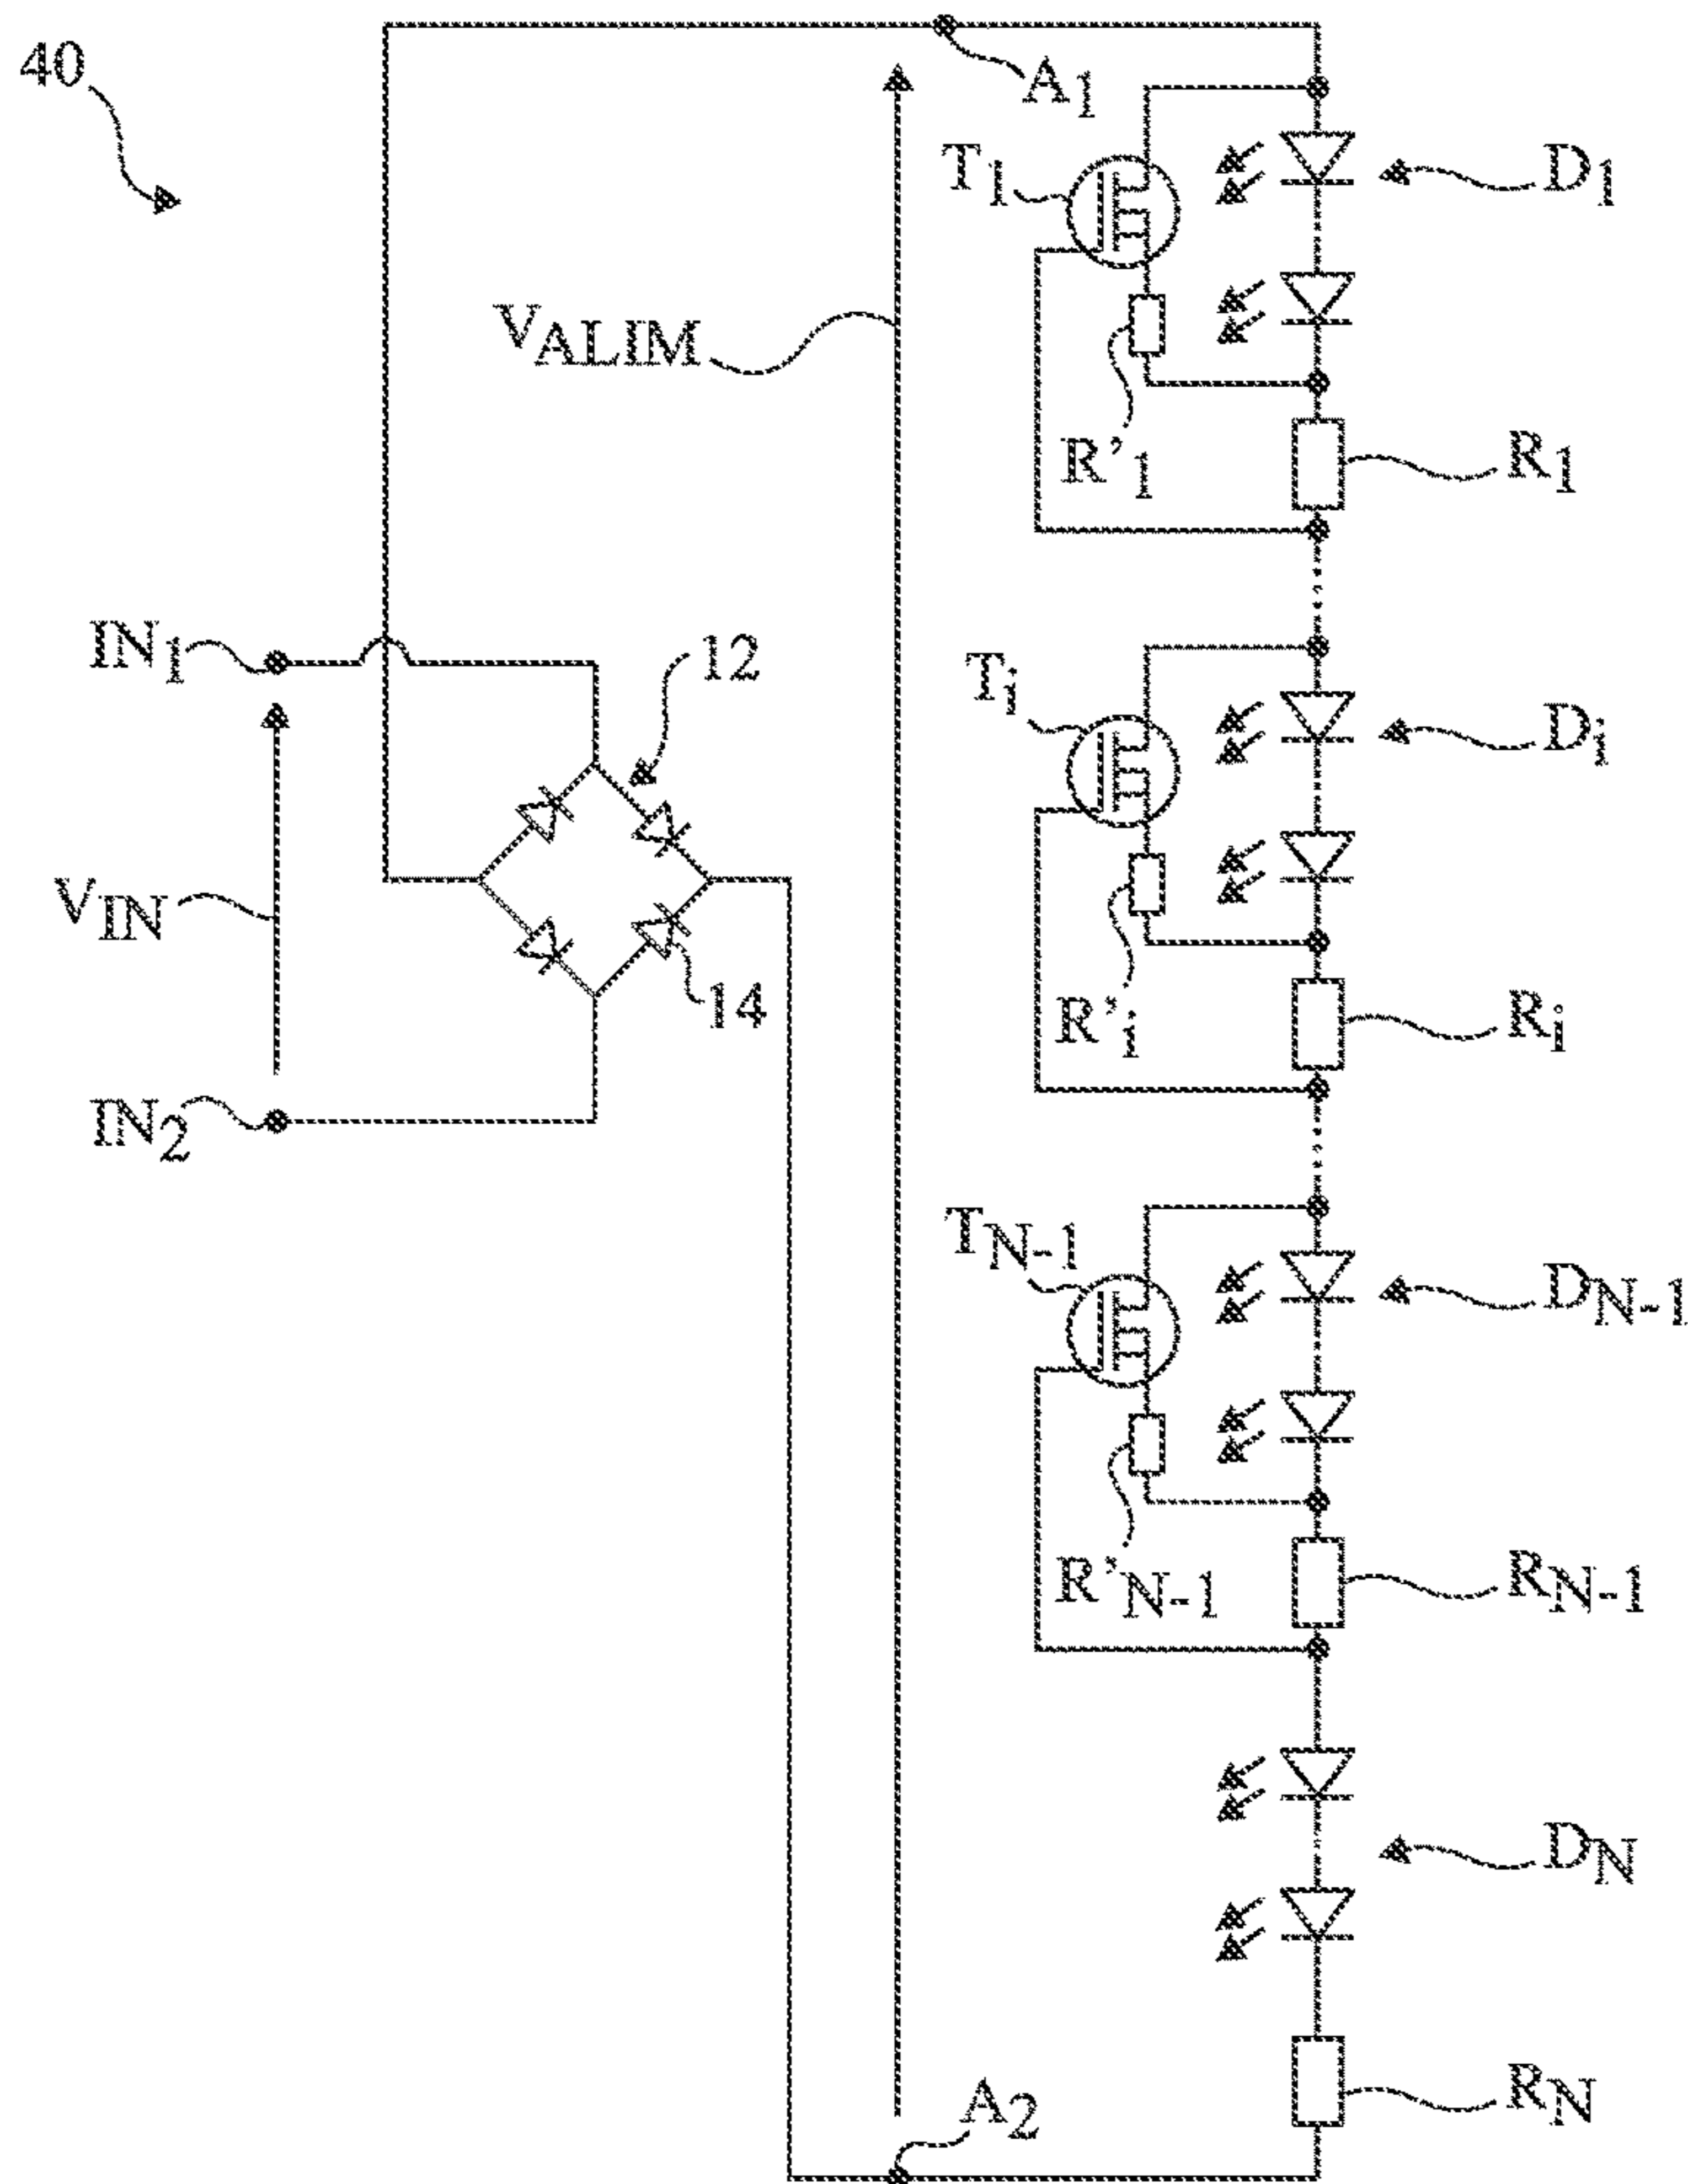 40
A1
T1
D1
VALIM
R'1
R1
IN1
12
Ti
Di
VIN
14
R'i
Ri
IN2
TN-1
DN-1
R'N-1
RN-1
DN
A2
RN